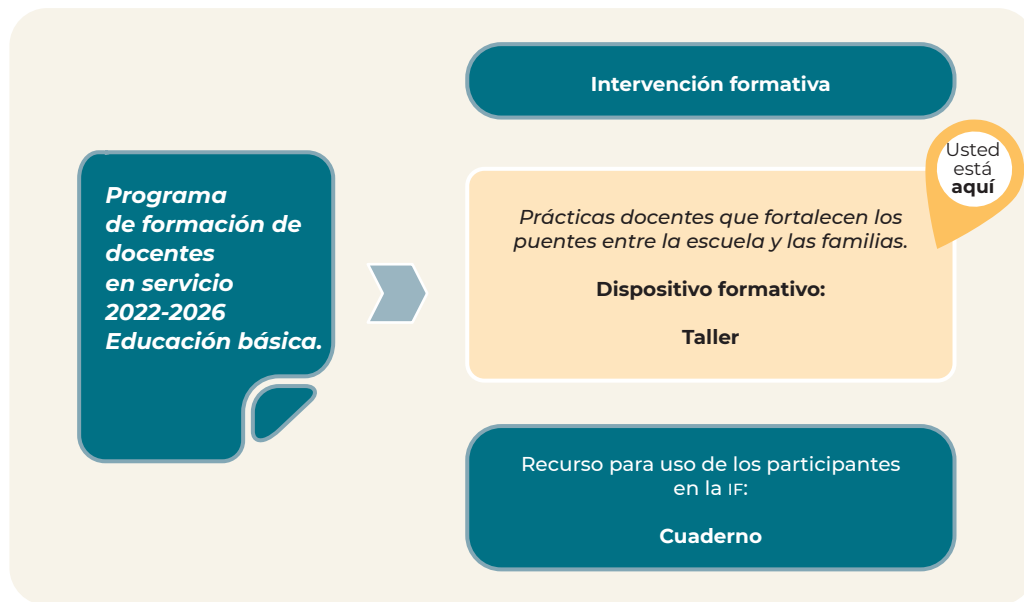 Programa
de formación de
docentes
en servicio
2022-2026
Educación básica.
Intervención formativa
Usted
está
aquí
Prácticas docentes que fortalecen los
puentes entre la escuela y las familias.
Dispositivo formativo:
Taller
Recurso para uso de los participantes
en la IF:
Cuaderno